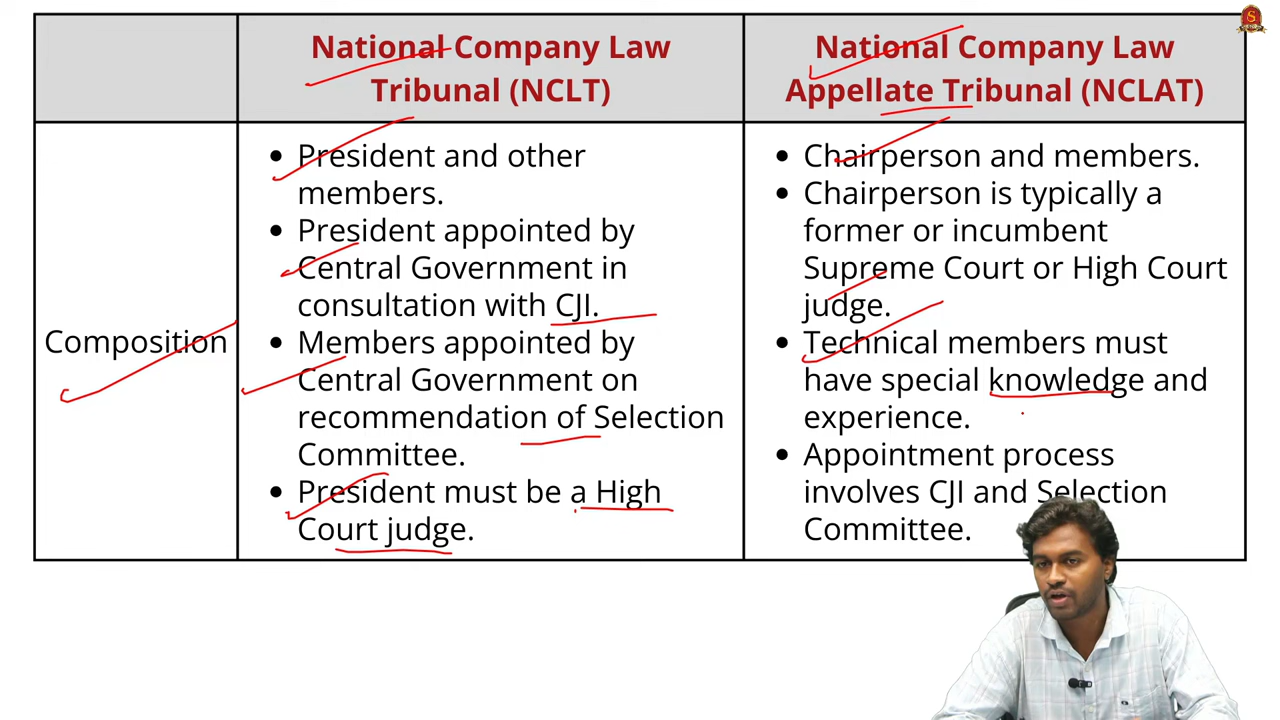 National Company Law
Tribunal (NCLT)
National Company Law
Appellate Tribunal (NCLAT)
Composition
• President and other
members.
• President appointed by
Central Government in
consultation with CJI.
• Members appointed by
Central Government on
recommendation of Selection
Committee.
• President must be a High
Court judge.
• Chairperson and members.
• Chairperson is typically a
former or incumbent
Supreme Court or High Court
judge.
• Technical members must
have special knowledge and
experience.
• Appointment process
involves CJI and Selection
Committee.